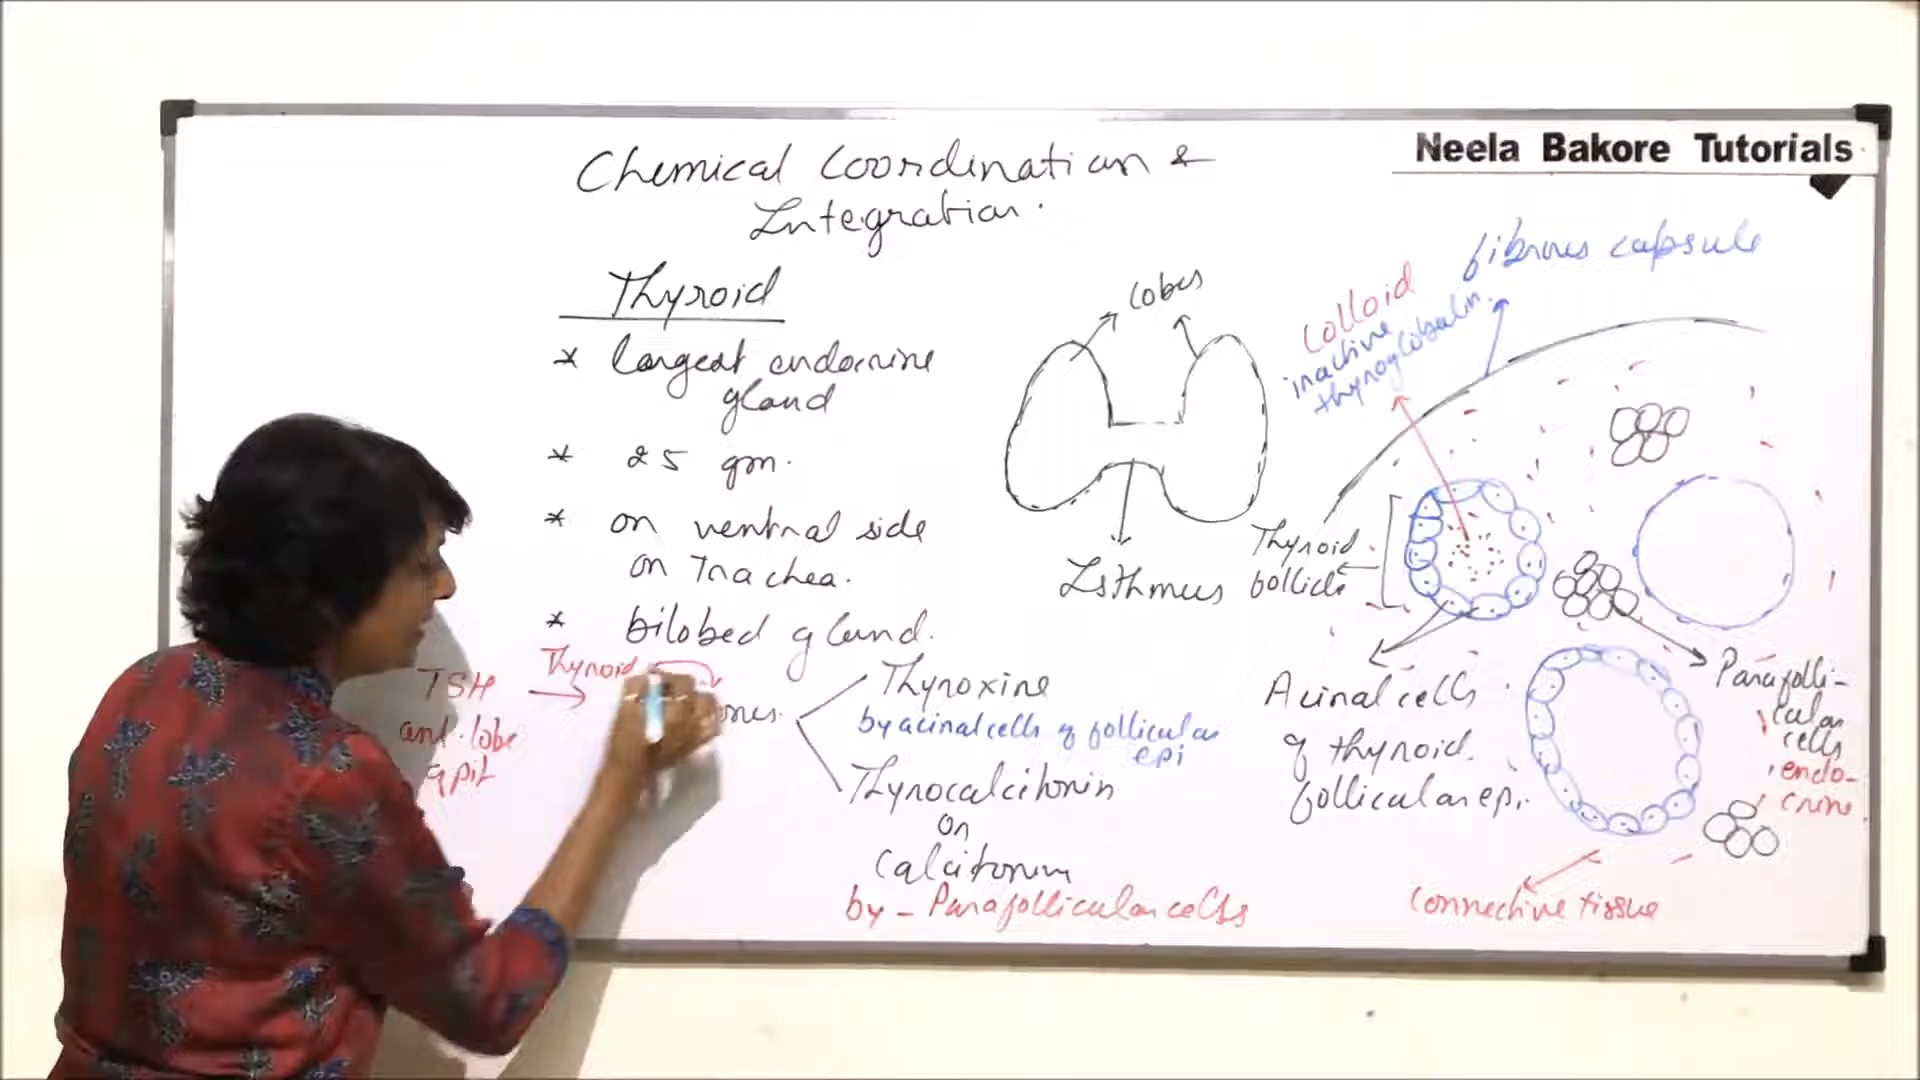 Neela Bakore Tutorials
Chemical Coordination &
Integration.
Thyroid
* largest endocrine
gland
* 25 gm.
* on ventral side
on Trachea.
* bilobed gland.
TSH
ant. lobe
of pit
Thyroid
Thyroxine
by acinal cells of follicular
epi
Thyrocalcitonin
or
Calcitonin
by - Parafollicular cells
lobes
Isthmus
colloid
inactive
thyroglobulin.
fibrous capsule
Thyroid
follicle
Acinal cells
of thyroid.
follicular epi.
Parafolli-
cular
cells
endo-
crine.
connective tissue